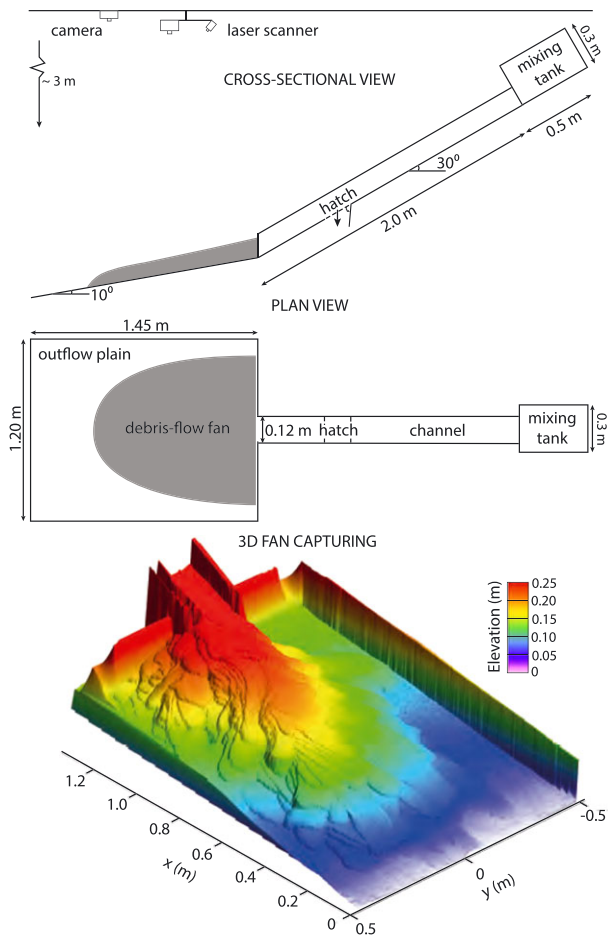 camera
laser scanner
~ 3 m
CROSS-SECTIONAL VIEW
mixing
tank
0.3 m
0.5 m
30⁰
hatch
2.0 m
10⁰
PLAN VIEW
1.45 m
outflow plain
1.20 m
debris-flow fan
0.12 m
hatch
channel
mixing
tank
0.3 m
3D FAN CAPTURING
Elevation (m)
0.25
0.20
0.15
0.10
0.05
0
1.2
1.0
0.8
0.6
0.4
0.2
0
x (m)
-0.5
0
0.5
y (m)